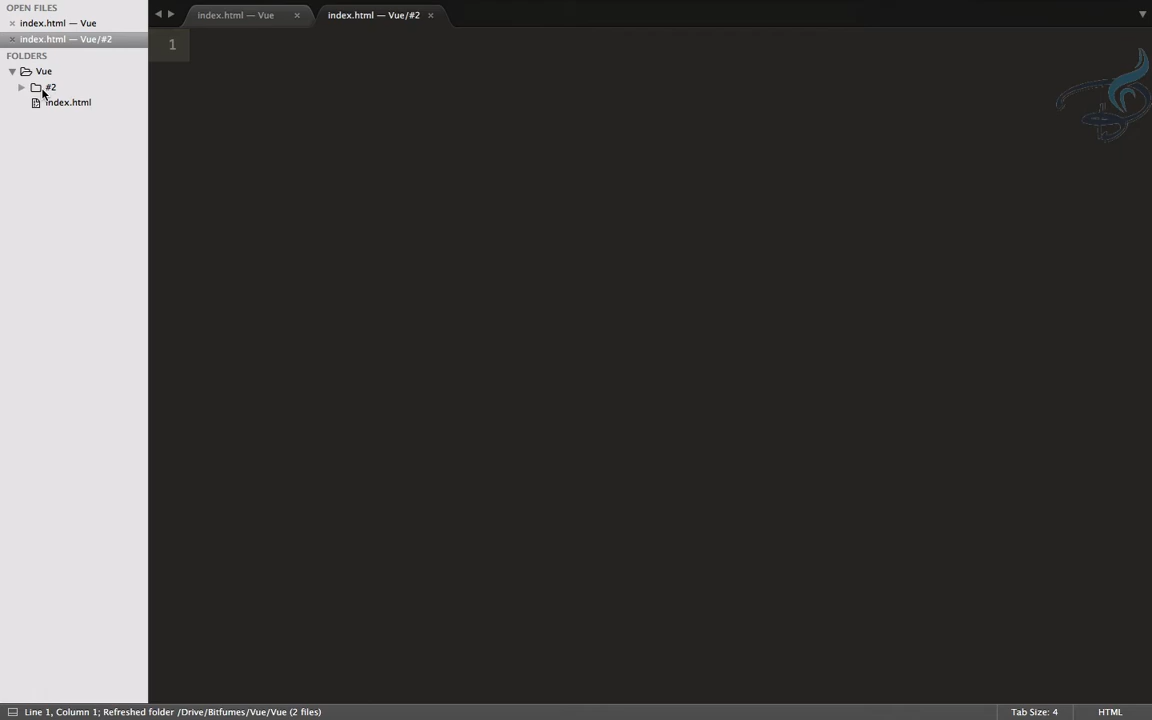 OPEN FILES
× index.html — Vue
× index.html — Vue/#2
FOLDERS
Vue
#2
index.html
index.html — Vue ×
index.html — Vue/#2 ×
1
Line 1, Column 1; Refreshed folder /Drive/Bitfumes/Vue/Vue (2 files)
Tab Size: 4
HTML